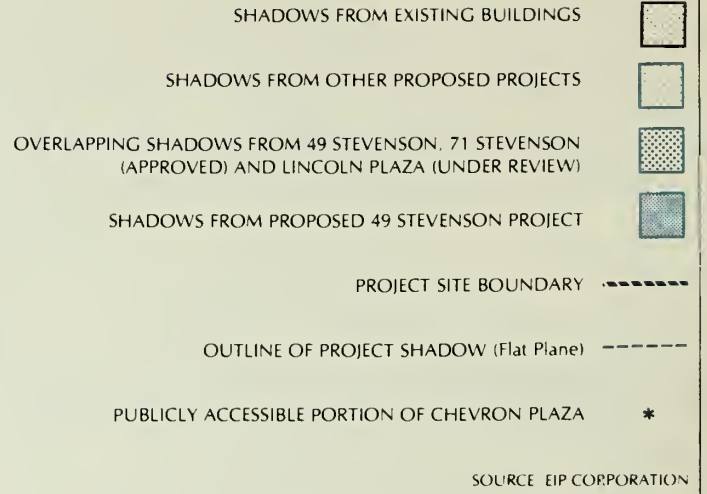 SHADOWS FROM EXISTING BUILDINGS
SHADOWS FROM OTHER PROPOSED PROJECTS
OVERLAPPING SHADOWS FROM 49 STEVENSON, 71 STEVENSON
(APPROVED) AND LINCOLN PLAZA (UNDER REVIEW)
SHADOWS FROM PROPOSED 49 STEVENSON PROJECT
PROJECT SITE BOUNDARY
OUTLINE OF PROJECT SHADOW (Flat Plane)
PUBLICLY ACCESSIBLE PORTION OF CHEVRON PLAZA *
SOURCE EIP CORPORATION